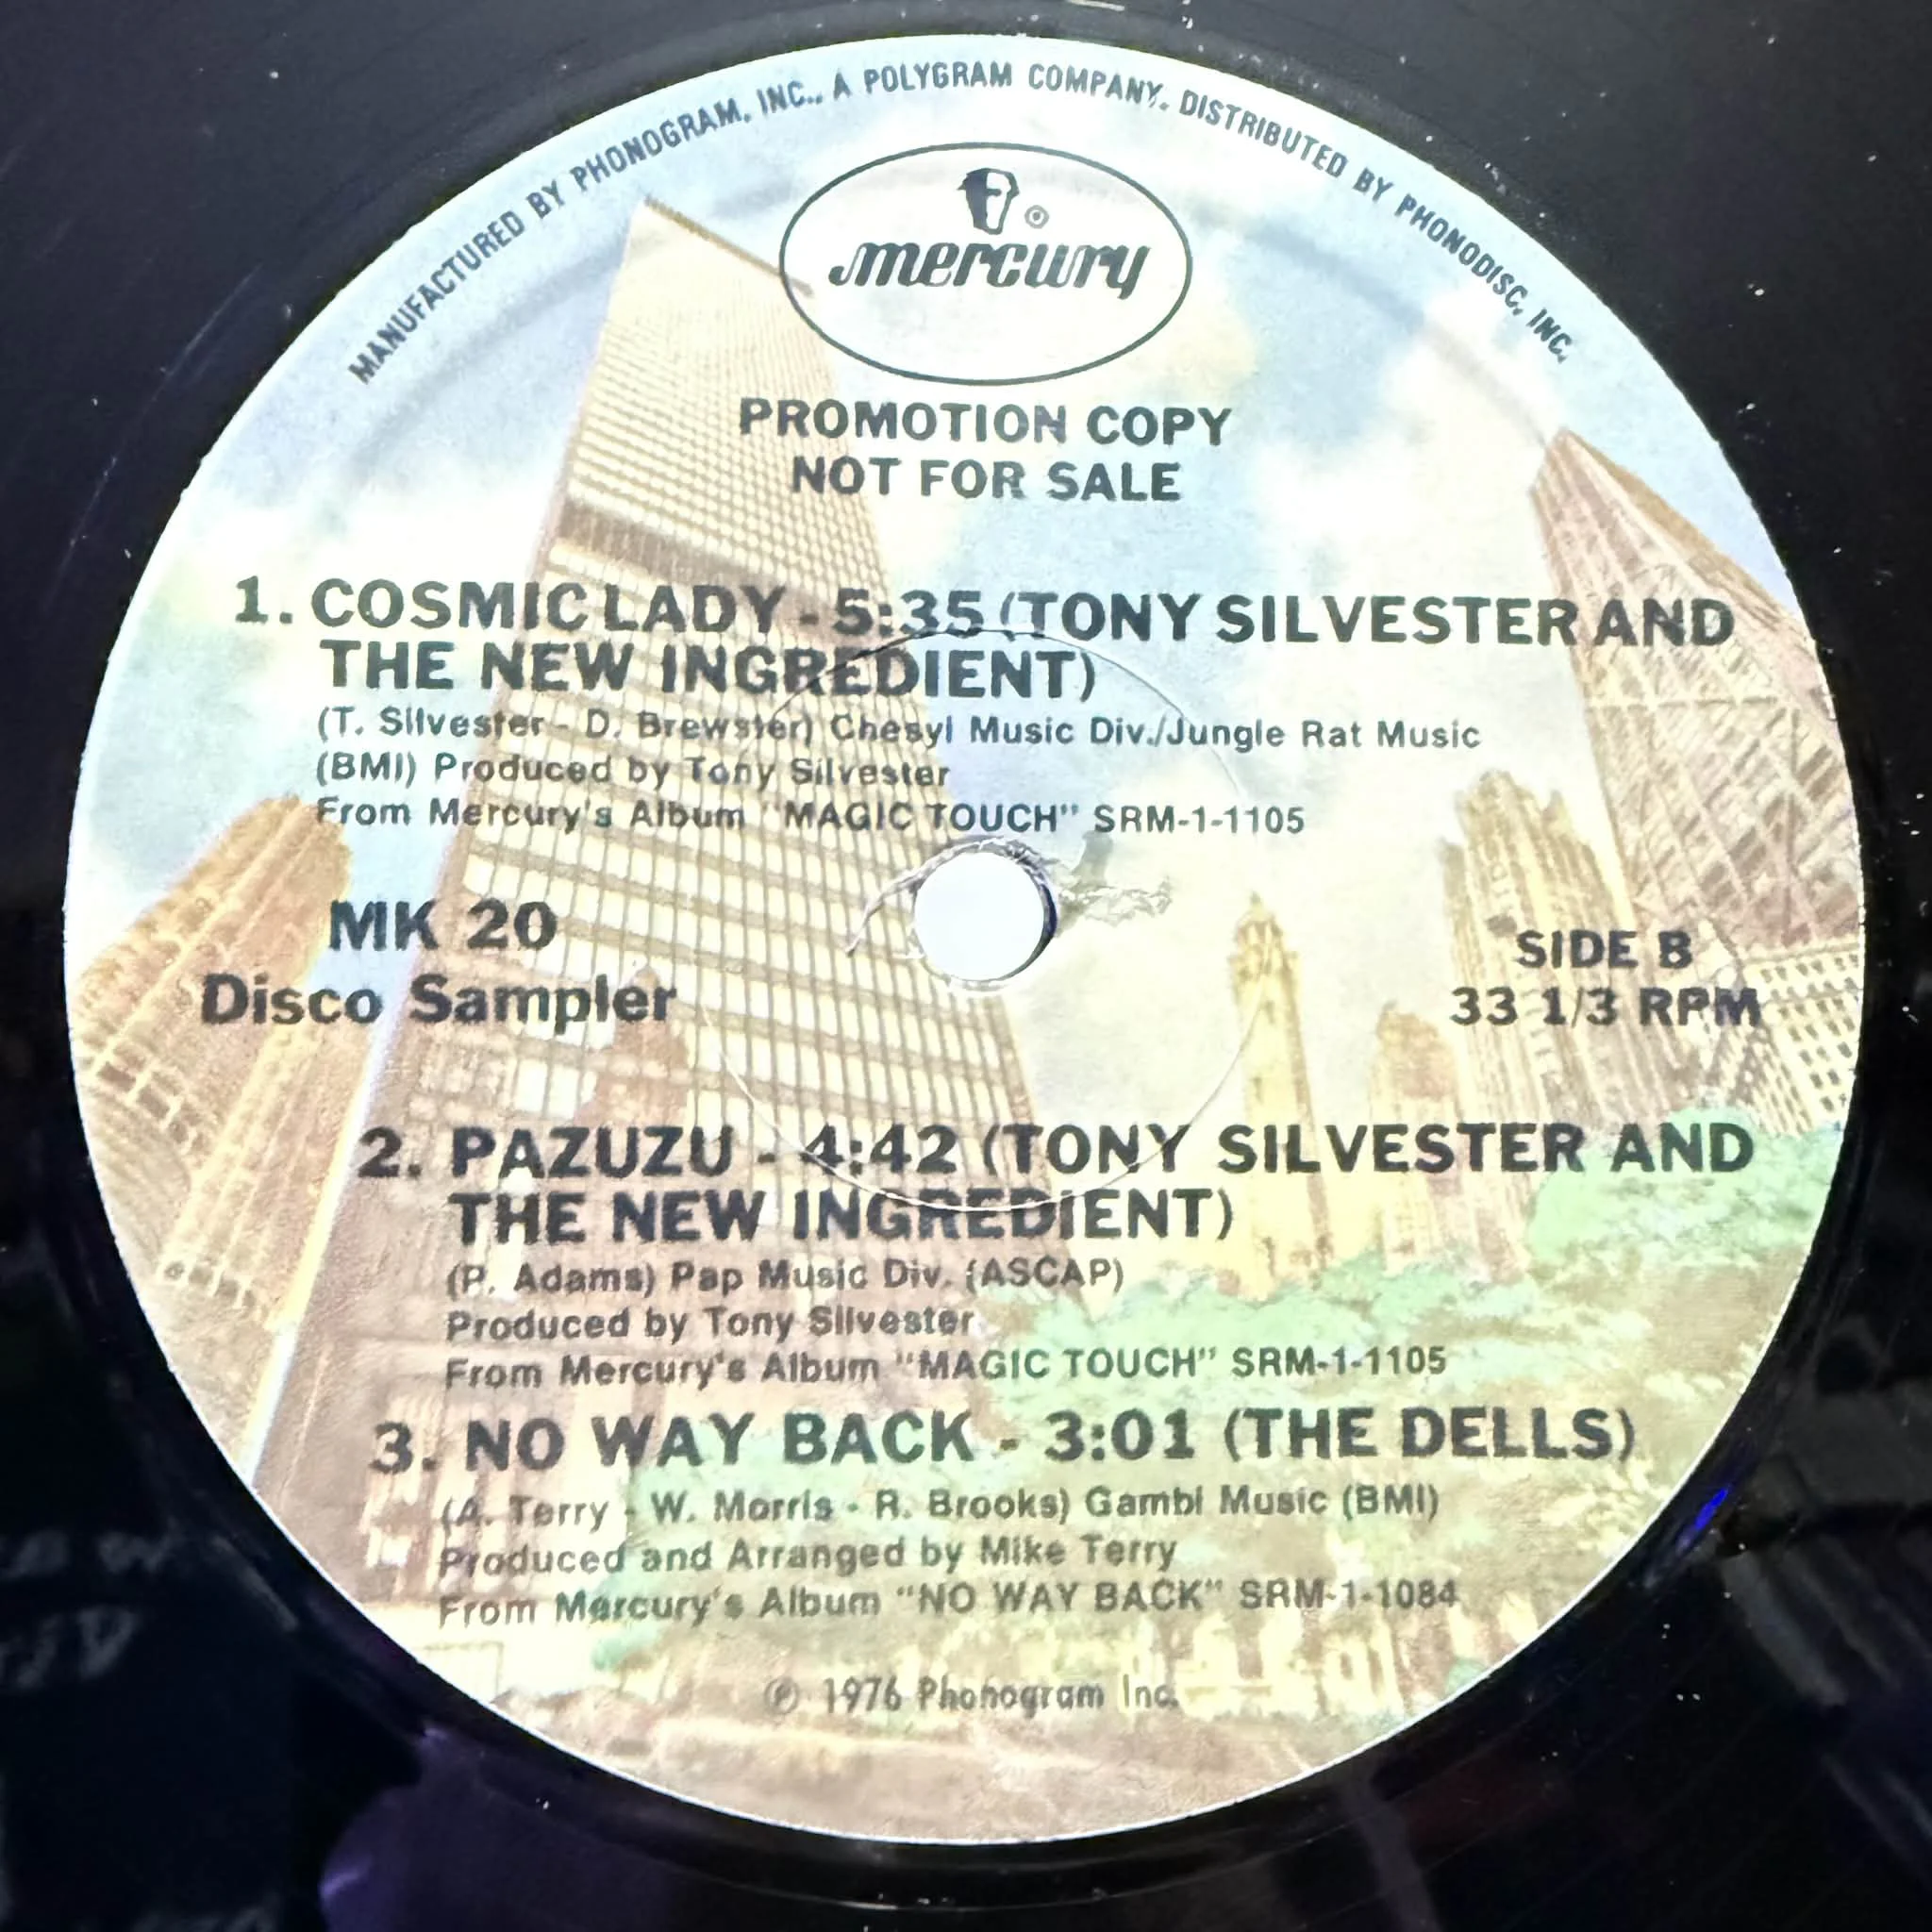 MANUFACTURED BY PHONOGRAM, INC., A POLYGRAM COMPANY. DISTRIBUTED BY PHONODISC, INC.
®
mercury
PROMOTION COPY
NOT FOR SALE
1. COSMIC LADY - 5:35 (TONY SILVESTER AND
THE NEW INGREDIENT)
(T. Silvester - D. Brewster) Chesyl Music Div./Jungle Rat Music
(BMI) Produced by Tony Silvester
From Mercury's Album "MAGIC TOUCH" SRM-1-1105
MK 20
Disco Sampler
SIDE B
33 1/3 RPM
2. PAZUZU - 4:42 (TONY SILVESTER AND
THE NEW INGREDIENT)
(P. Adams) Pap Music Div. (ASCAP)
Produced by Tony Silvester
From Mercury's Album "MAGIC TOUCH" SRM-1-1105
3. NO WAY BACK - 3:01 (THE DELLS)
(A. Terry - W. Morris - R. Brooks) Gambi Music (BMI)
Produced and Arranged by Mike Terry
From Mercury's Album "NO WAY BACK" SRM-1-1084
℗ 1976 Phonogram Inc.